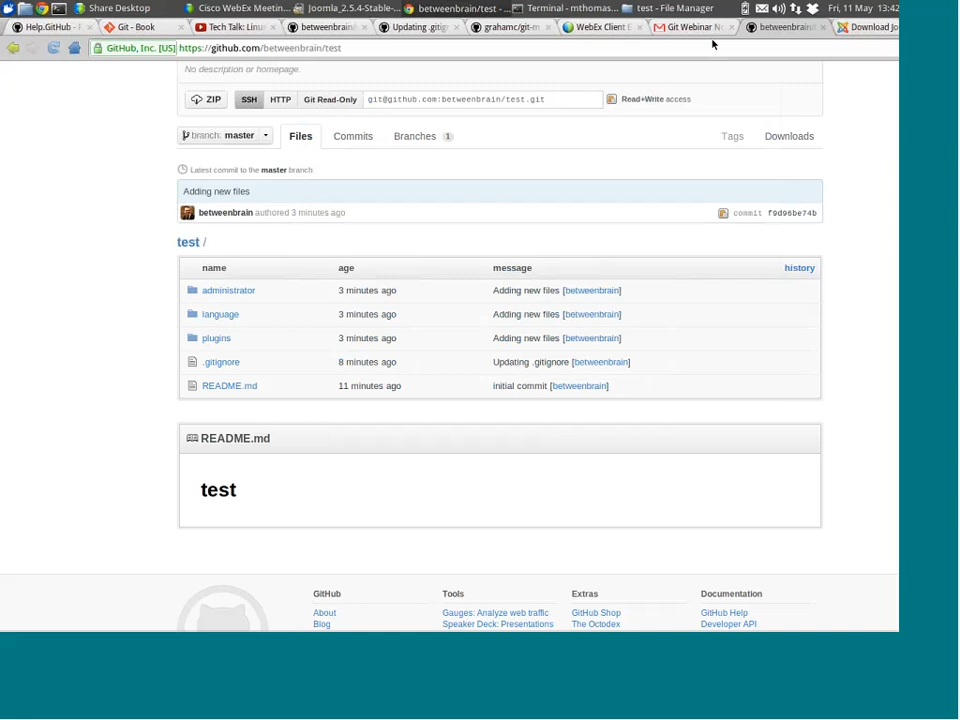 Share Desktop Cisco WebEx Meetin... Joomla_2.5.4-Stable-... betweenbrain/test - ... Terminal - mthomas... test - File Manager Fri, 11 May 13:42
Help.GitHub - Git - Book Tech Talk: Linus betweenbrain/ Updating .gitig grahamc/git-m WebEx Client E Git Webinar No betweenbrain/t Download Jo
GitHub, Inc. [US] https://github.com/betweenbrain/test
No description or homepage.
ZIP SSH HTTP Git Read-Only git@github.com:betweenbrain/test.git Read+Write access
branch: master Files Commits Branches 1 Tags Downloads
Latest commit to the master branch
Adding new files
betweenbrain authored 3 minutes ago commit f9d96be74b
test /
name age message history
administrator 3 minutes ago Adding new files [betweenbrain]
language 3 minutes ago Adding new files [betweenbrain]
plugins 3 minutes ago Adding new files [betweenbrain]
.gitignore 8 minutes ago Updating .gitignore [betweenbrain]
README.md 11 minutes ago initial commit [betweenbrain]
README.md
test
GitHub Tools Extras Documentation
About Gauges: Analyze web traffic GitHub Shop GitHub Help
Blog Speaker Deck: Presentations The Octodex Developer API